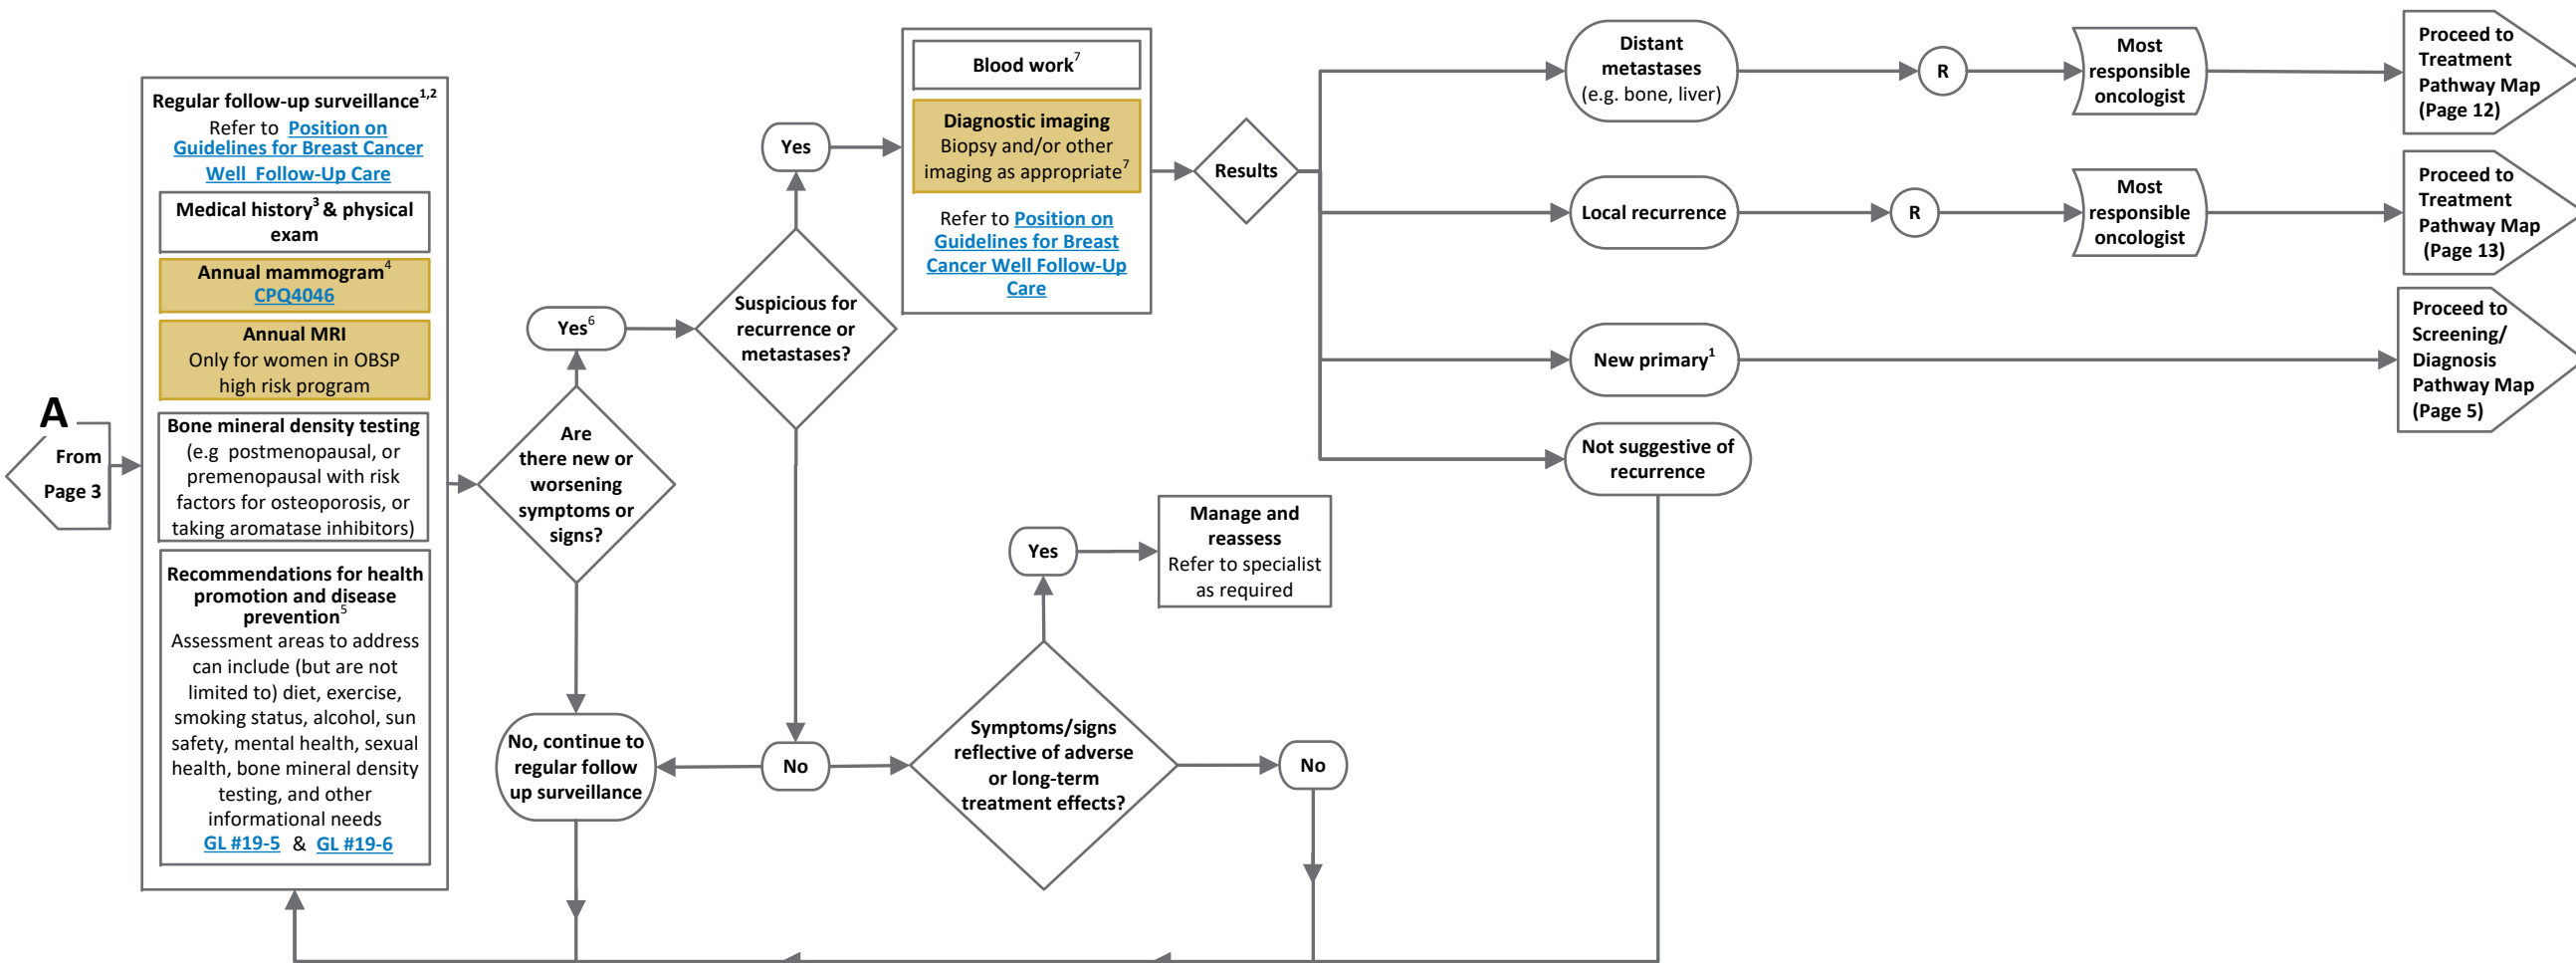 A
From
Page 3
Regular follow-up surveillance1,2
Refer to Position on
Guidelines for Breast Cancer
Well Follow-Up Care
Medical history3 & physical
exam
Annual mammogram4
CPQ4046
Annual MRI
Only for women in OBSP
high risk program
Bone mineral density testing
(e.g postmenopausal, or
premenopausal with risk
factors for osteoporosis, or
taking aromatase inhibitors)
Recommendations for health
promotion and disease
prevention5
Assessment areas to address
can include (but are not
limited to) diet, exercise,
smoking status, alcohol, sun
safety, mental health, sexual
health, bone mineral density
testing, and other
informational needs
GL #19-5 & GL #19-6
Are
there new or
worsening
symptoms or
signs?
Yes6
No, continue to
regular follow
up surveillance
Suspicious for
recurrence or
metastases?
Yes
No
Blood work7
Diagnostic imaging
Biopsy and/or other
imaging as appropriate7
Refer to Position on
Guidelines for Breast
Cancer Well Follow-Up
Care
Symptoms/signs
reflective of adverse
or long-term
treatment effects?
Yes
Manage and
reassess
Refer to specialist
as required
No
Results
Distant
metastases
(e.g. bone, liver)
R
Most
responsible
oncologist
Proceed to
Treatment
Pathway Map
(Page 12)
Local recurrence
R
Most
responsible
oncologist
Proceed to
Treatment
Pathway Map
(Page 13)
New primary1
Proceed to
Screening/
Diagnosis
Pathway Map
(Page 5)
Not suggestive of
recurrence